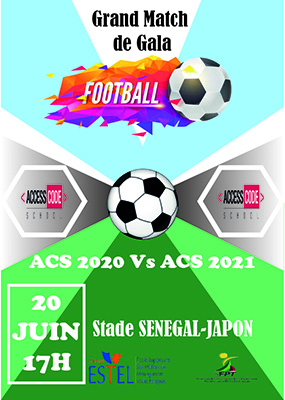 Grand Match
de Gala
FOOTBALL
<ACCESS CODE>
SCHOOL
<ACCESS CODE>
SCHOOL
ACS 2020 Vs ACS 2021
20
JUIN
17H
Stade SENEGAL-JAPON
ESTEL
FPT